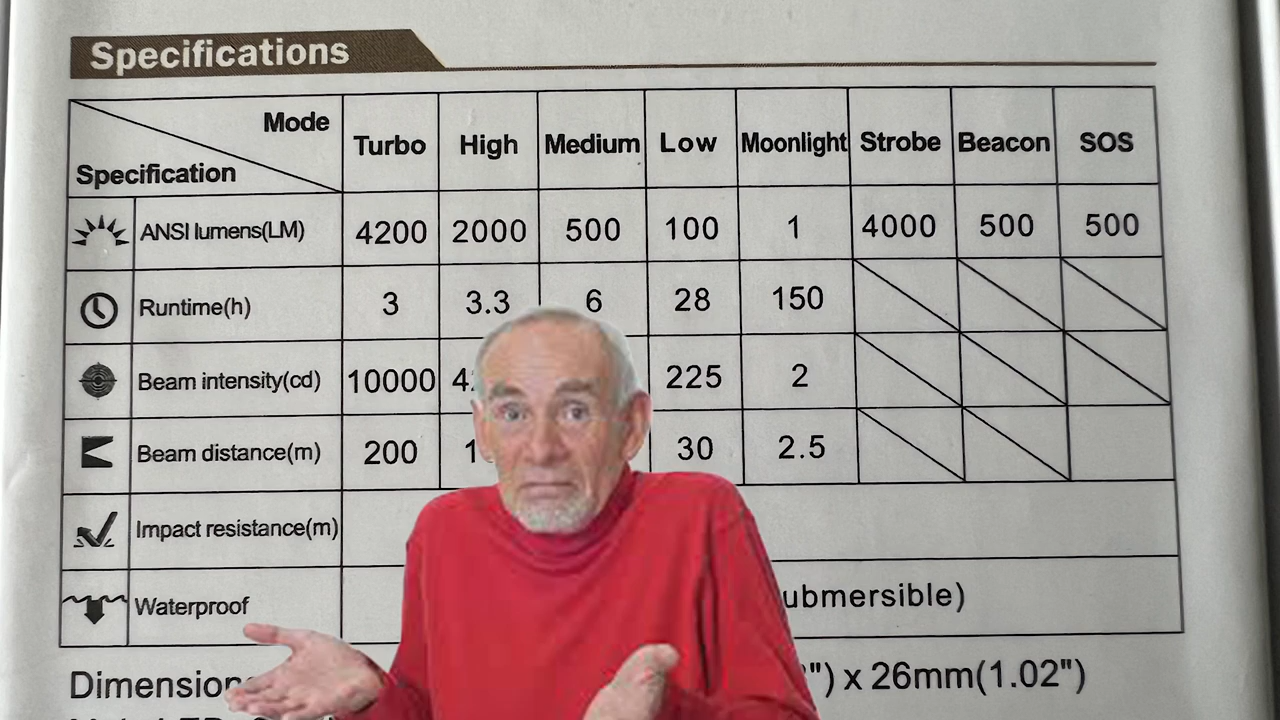 Specifications
Mode Turbo High Medium Low Moonlight Strobe Beacon SOS
Specification
ANSI lumens(LM) 4200 2000 500 100 1 4000 500 500
Runtime(h) 3 3.3 6 28 150
Beam intensity(cd) 10000 225 2
Beam distance(m) 200 30 2.5
Impact resistance(m)
Waterproof ubmersible)
Dimension ") x 26mm(1.02")